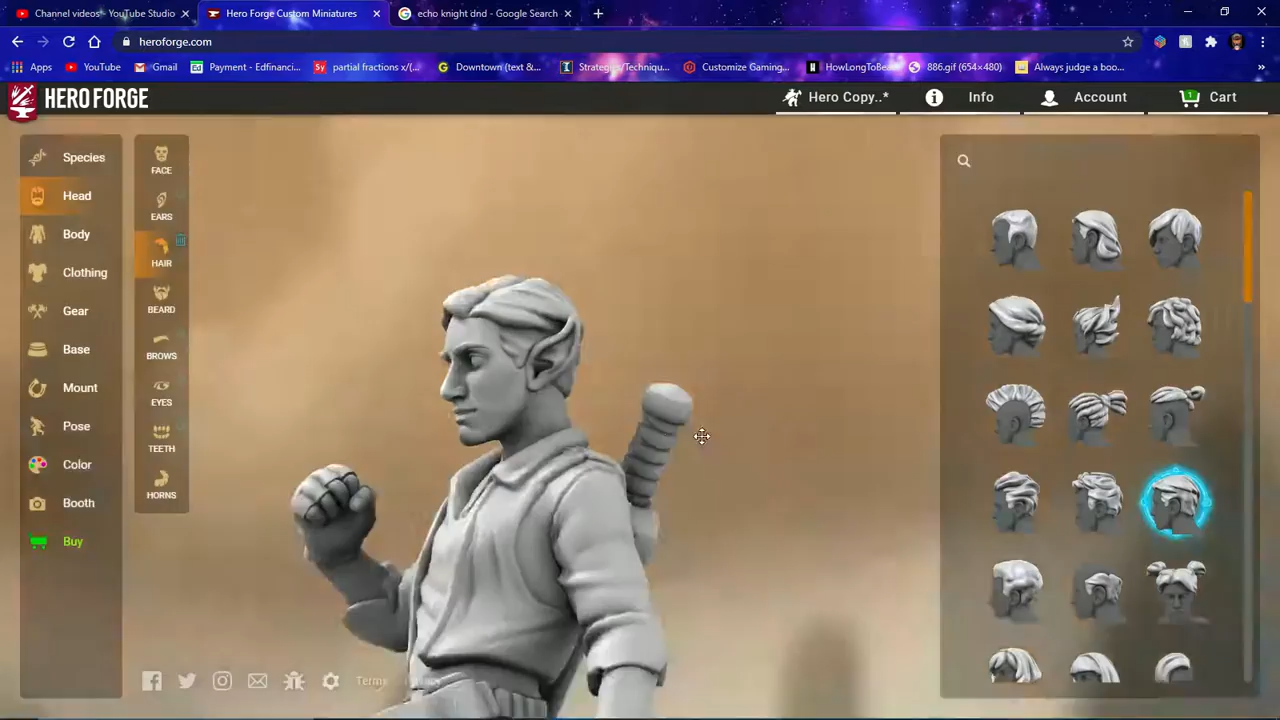 Channel videos - YouTube Studio
Hero Forge Custom Miniatures
echo knight dnd - Google Search
heroforge.com
Apps
YouTube
Gmail
Payment - Edfinanci...
partial fractions x/(...
Downtown (text &...
Strategies/Techniqu...
Customize Gaming,...
HowLongToBea
886.gif (654×480)
Always judge a boo...
HERO FORGE
Hero Copy..*
Info
Account
1
Cart
Species
Head
Body
Clothing
Gear
Base
Mount
Pose
Color
Booth
Buy
FACE
EARS
HAIR
BEARD
BROWS
EYES
TEETH
HORNS
Terms